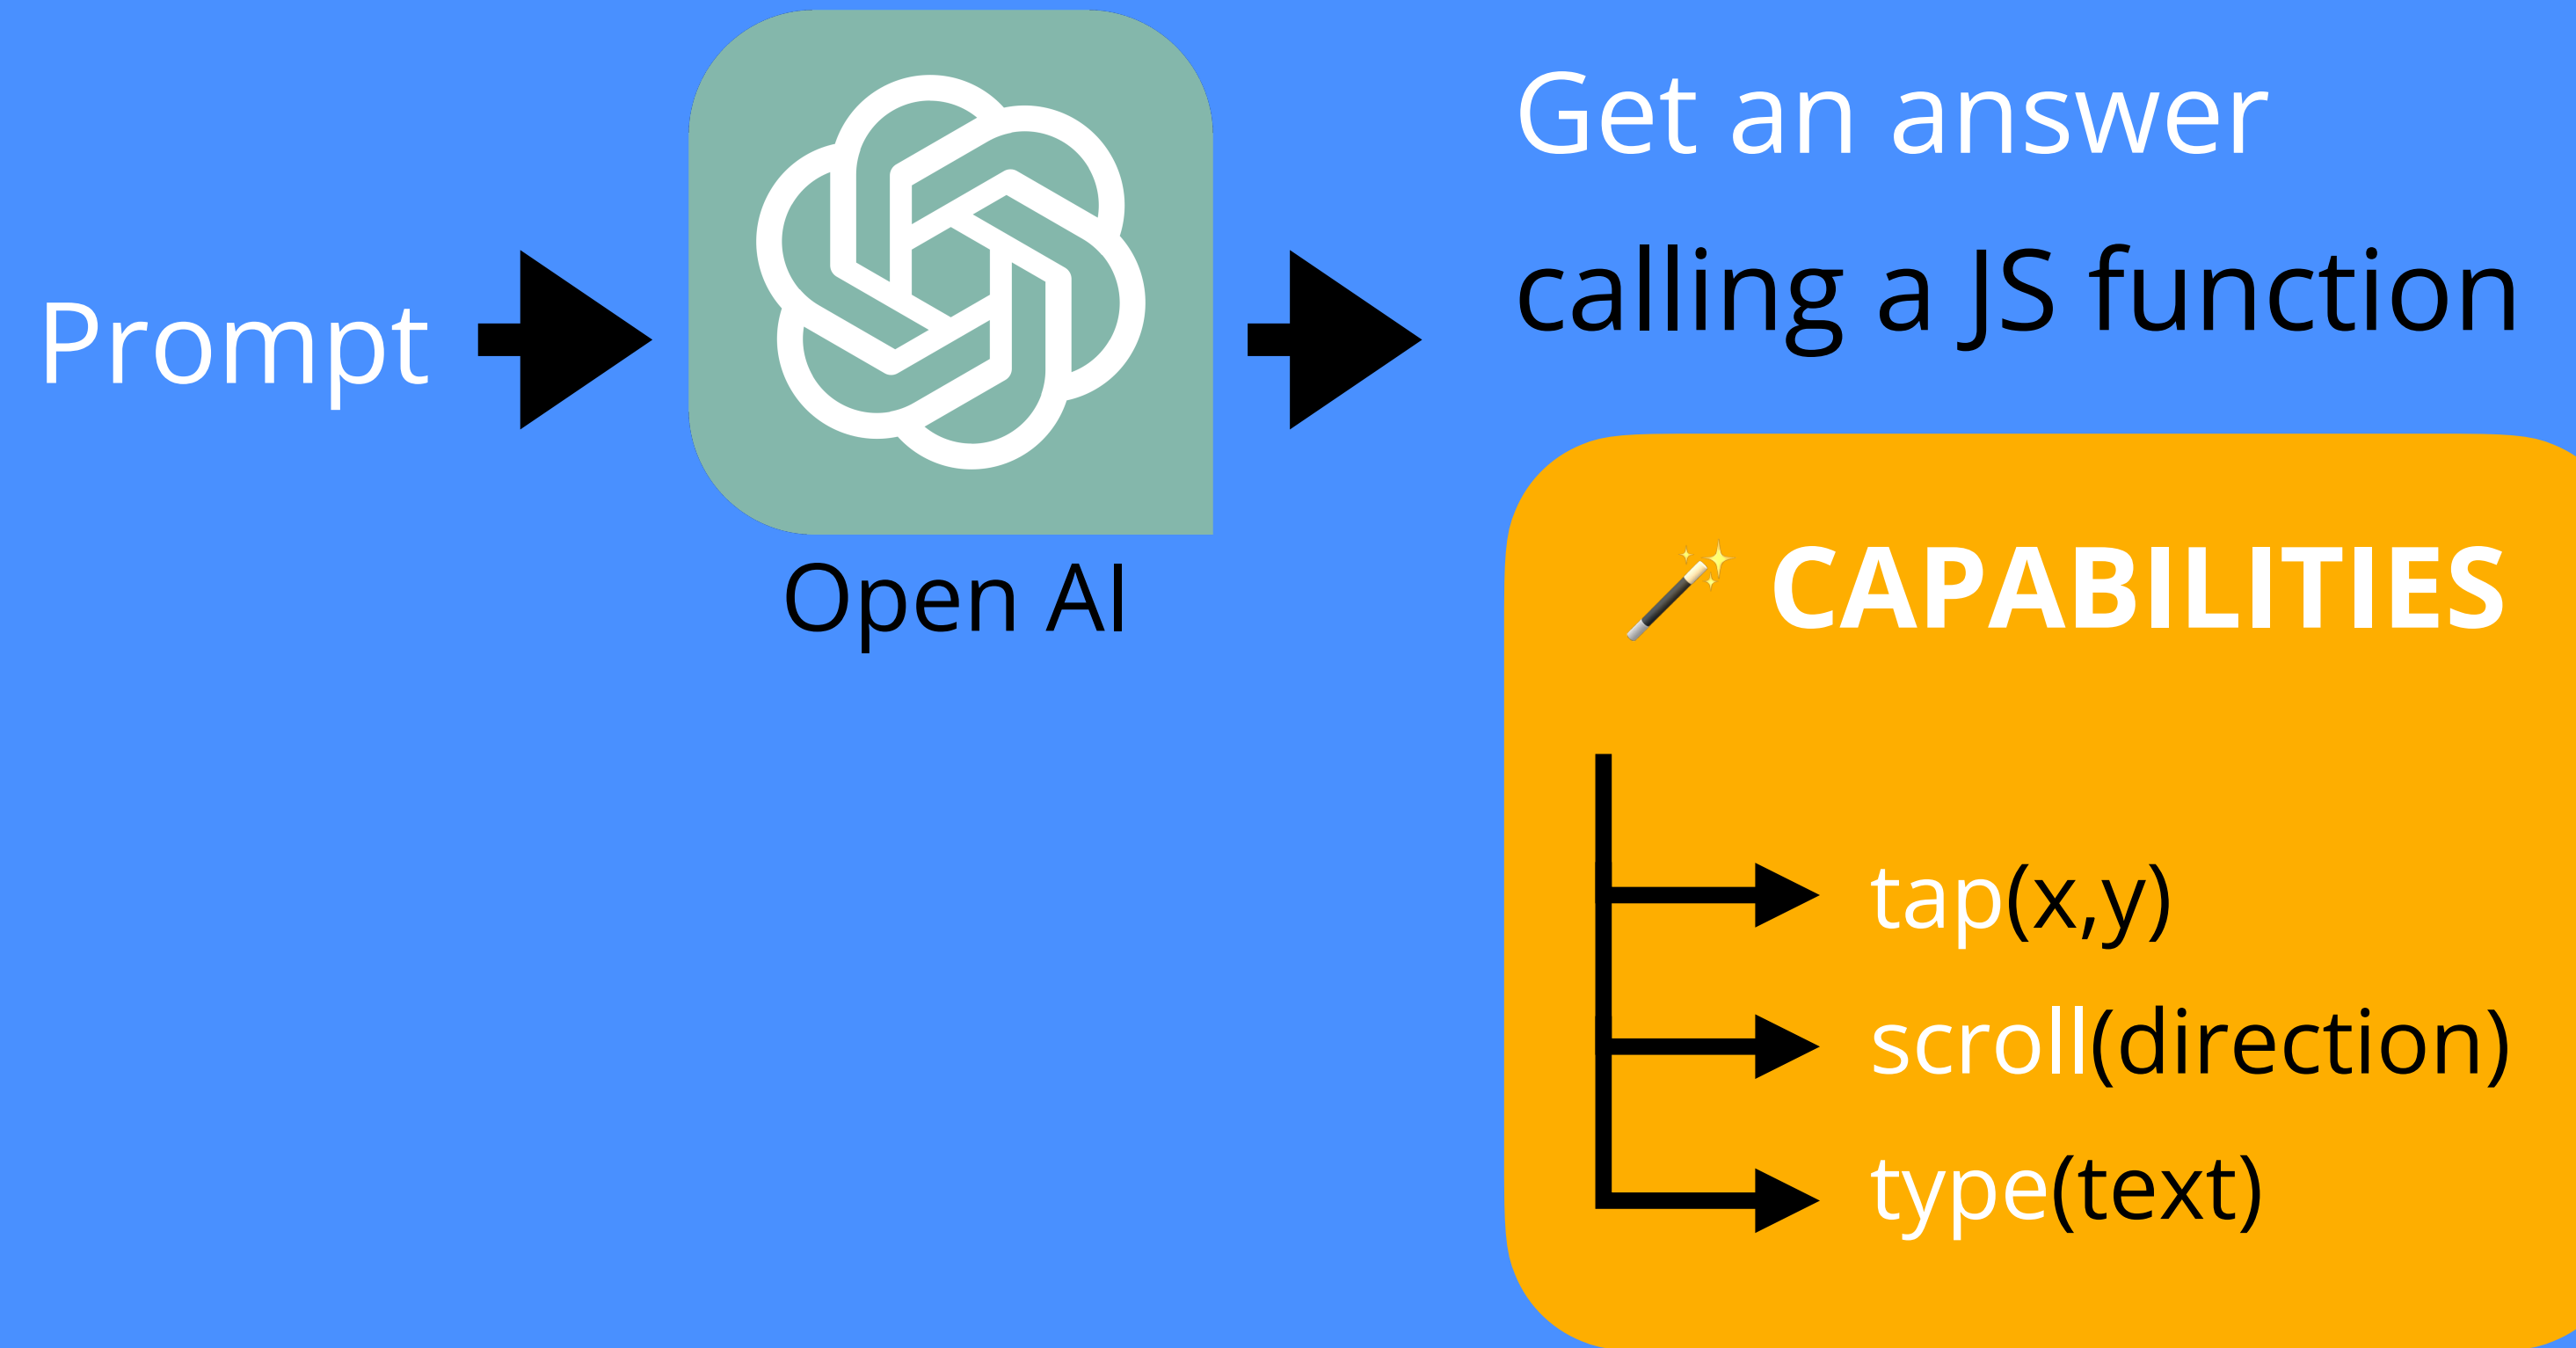 Prompt
Open AI
Get an answer
calling a JS function
🪄 CAPABILITIES
tap(x,y)
scroll(direction)
type(text)